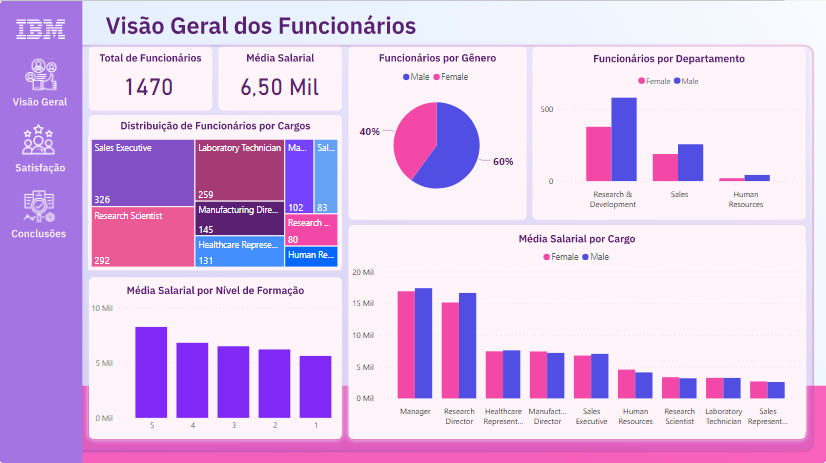 IBM
Visão Geral
Satisfação
Conclusões
Visão Geral dos Funcionários
Total de Funcionários
1470
Média Salarial
6,50 Mil
Distribuição de Funcionários por Cargos
Sales Executive
326
Research Scientist
292
Laboratory Technician
259
Manufacturing Dire...
145
Healthcare Represe...
131
Ma...
102
Sal...
83
Research ...
80
Human Re...
Funcionários por Gênero
Male Female
40%
60%
Funcionários por Departamento
Female Male
500
0
Research &
Development
Sales
Human
Resources
Média Salarial por Nível de Formação
10 Mil
5 Mil
0 Mil
5 4 3 2 1
Média Salarial por Cargo
Female Male
20 Mil
15 Mil
10 Mil
5 Mil
0 Mil
Manager
Research
Director
Healthcare
Represent...
Manufact...
Director
Sales
Executive
Human
Resources
Research
Scientist
Laboratory
Technician
Sales
Represent...